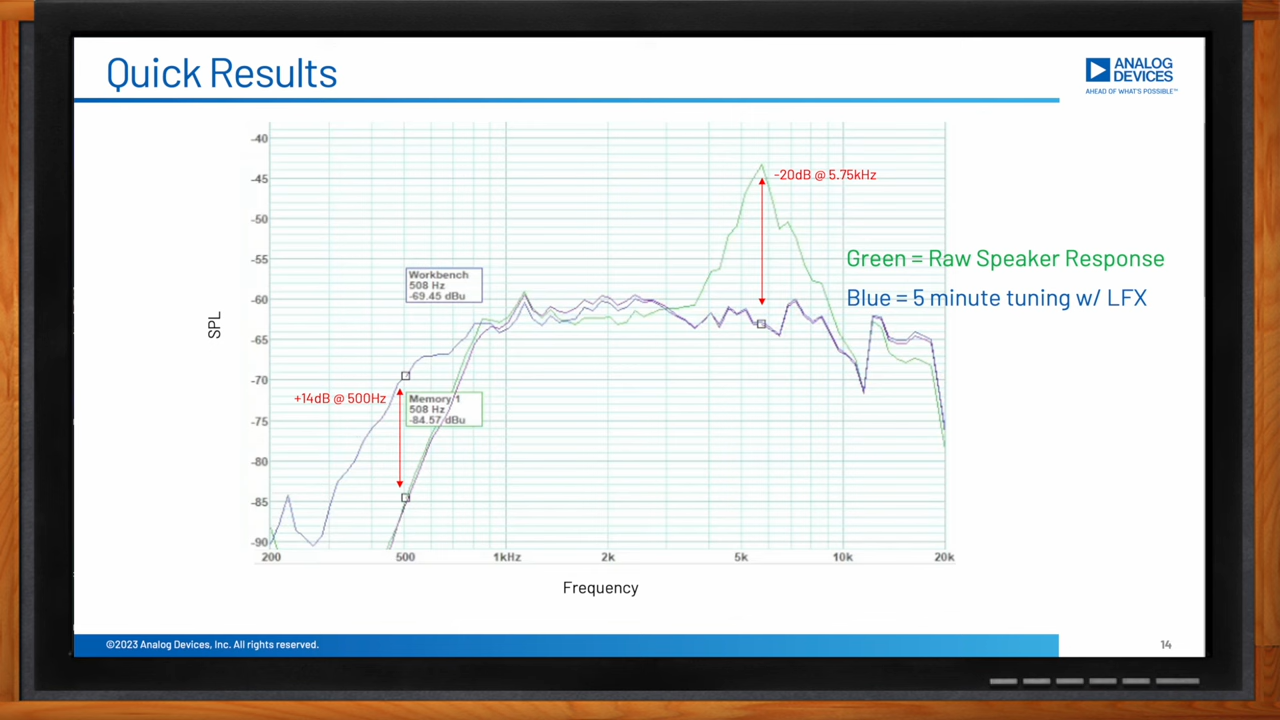 Quick Results
ANALOG
DEVICES
AHEAD OF WHAT'S POSSIBLE™
-40
-45
-50
-55
-60
-65
-70
-75
-80
-85
-90
SPL
-20dB @ 5.75kHz
Green = Raw Speaker Response
Blue = 5 minute tuning w/ LFX
Workbench
508 Hz
-69.45 dBu
+14dB @ 500Hz
Memory 1
508 Hz
-84.57 dBu
200 500 1kHz 2k 5k 10k 20k
Frequency
©2023 Analog Devices, Inc. All rights reserved.
14